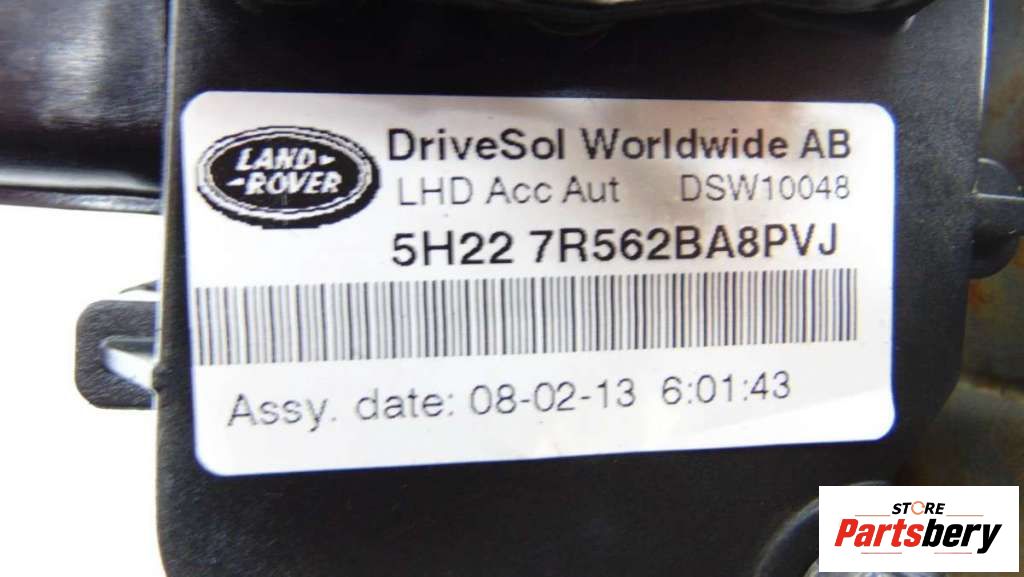 LAND-
-ROVER
DriveSol Worldwide AB
LHD Acc Aut DSW10048
5H22 7R562BA8PVJ
Assy. date: 08-02-13 6:01:43
STORE
Partsbery